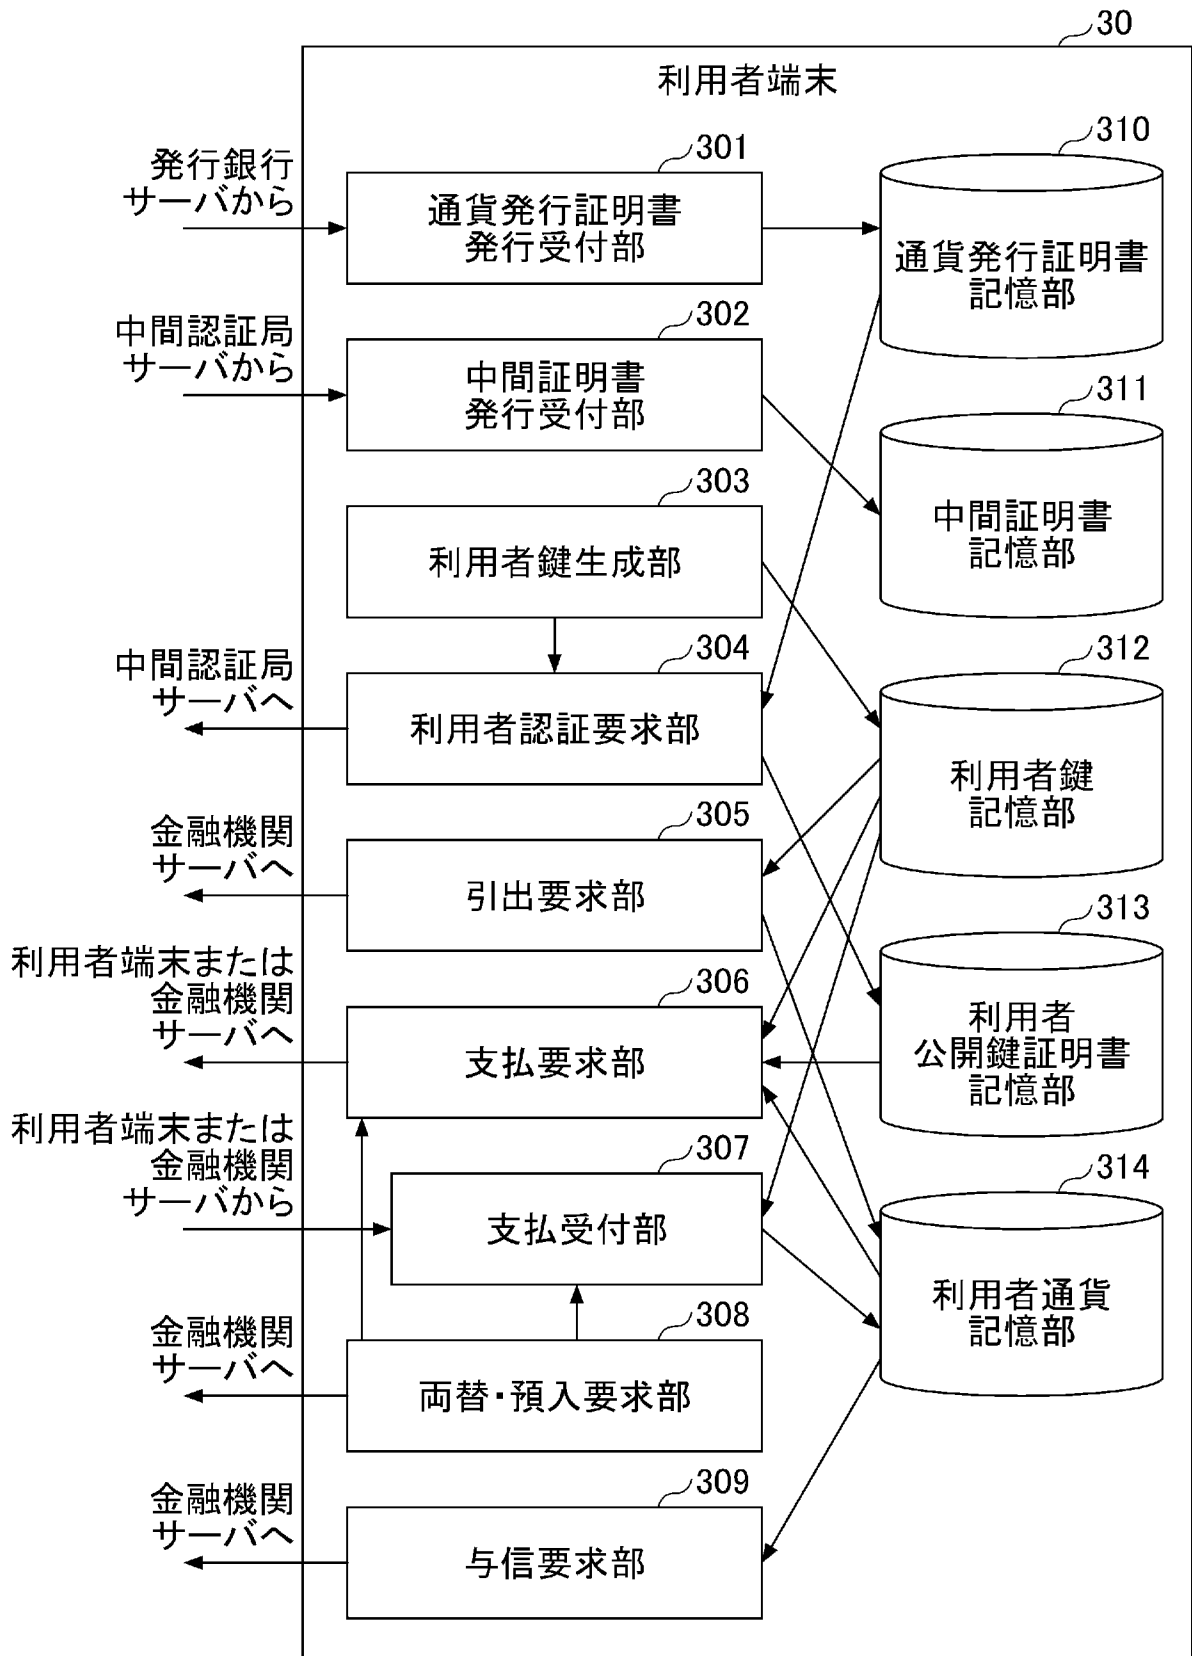 30
利用者端末
発行銀行
サーバから
301
通貨発行証明書
発行受付部
310
通貨発行証明書
記憶部
中間認証局
サーバから
302
中間証明書
発行受付部
311
中間証明書
記憶部
303
利用者鍵生成部
中間認証局
サーバへ
304
利用者認証要求部
312
利用者鍵
記憶部
金融機関
サーバへ
305
引出要求部
313
利用者
公開鍵証明書
記憶部
利用者端末または
金融機関
サーバへ
306
支払要求部
利用者端末または
金融機関
サーバから
307
支払受付部
314
利用者通貨
記憶部
金融機関
サーバへ
308
両替・預入要求部
金融機関
サーバへ
309
与信要求部